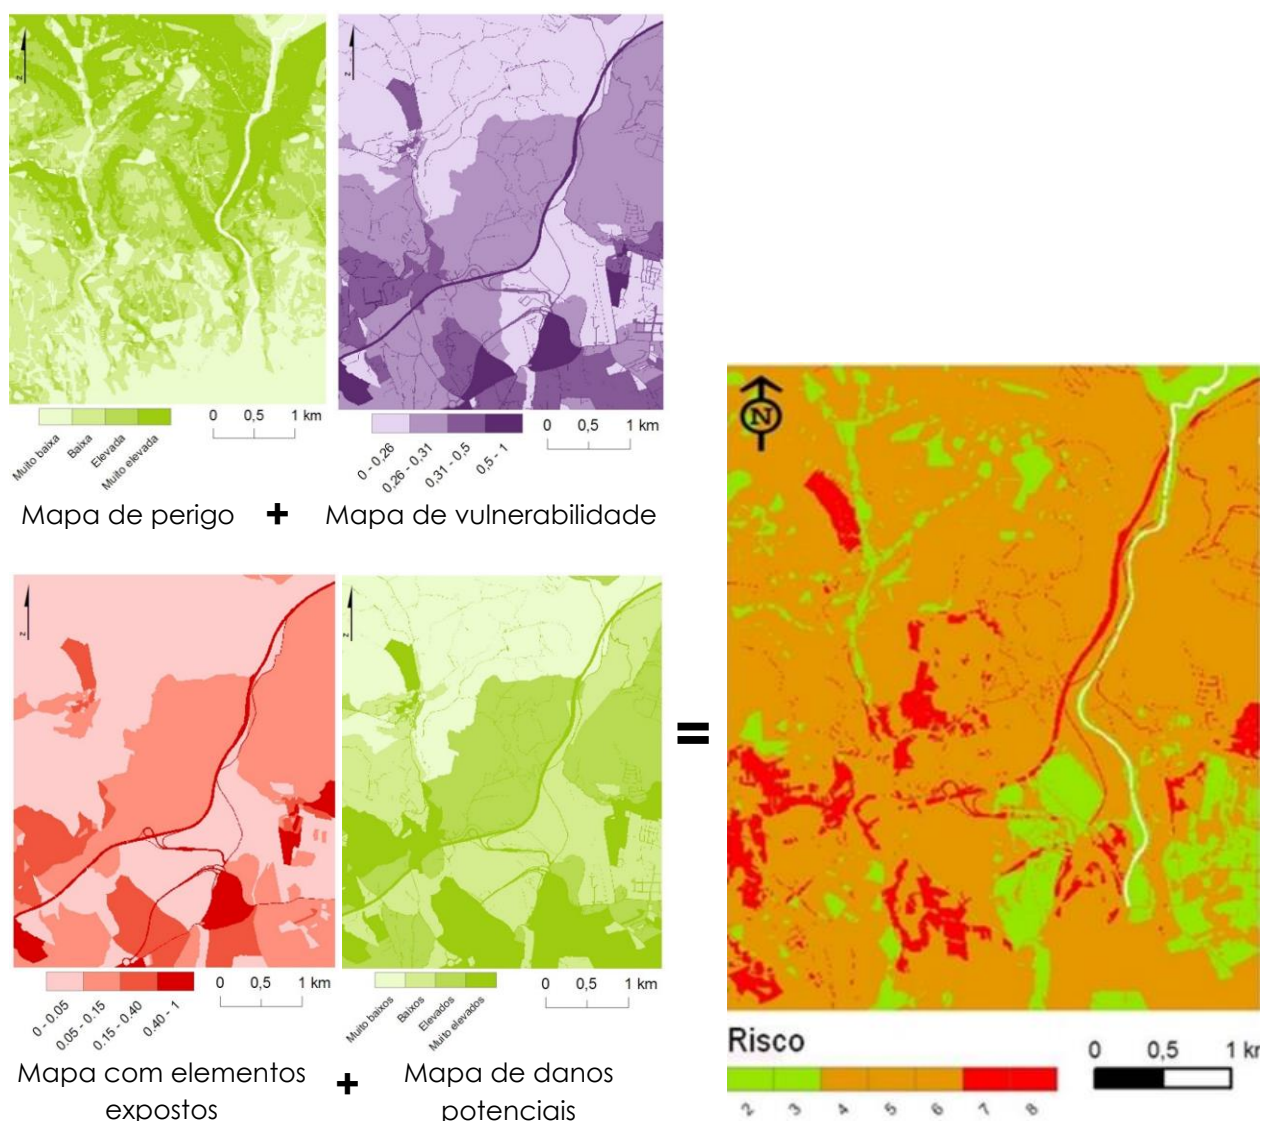 z
z
0 0,5 1 km
Muito baixa
Baixa
Elevada
Muito elevada
0 0,5 1 km
0 - 0,26
0,26 - 0,31
0,31 - 0,5
0,5 - 1
Mapa de perigo + Mapa de vulnerabilidade
z
z
N
=
0 0,5 1 km
0 - 0.05
0.05 - 0.15
0.15 - 0.40
0.40 - 1
0 0,5 1 km
Muito baixos
Baixos
Elevados
Muito elevados
Mapa com elementos
expostos
+
Mapa de danos
potenciais
Risco
0 0,5 1 k
2 3 4 5 6 7 8